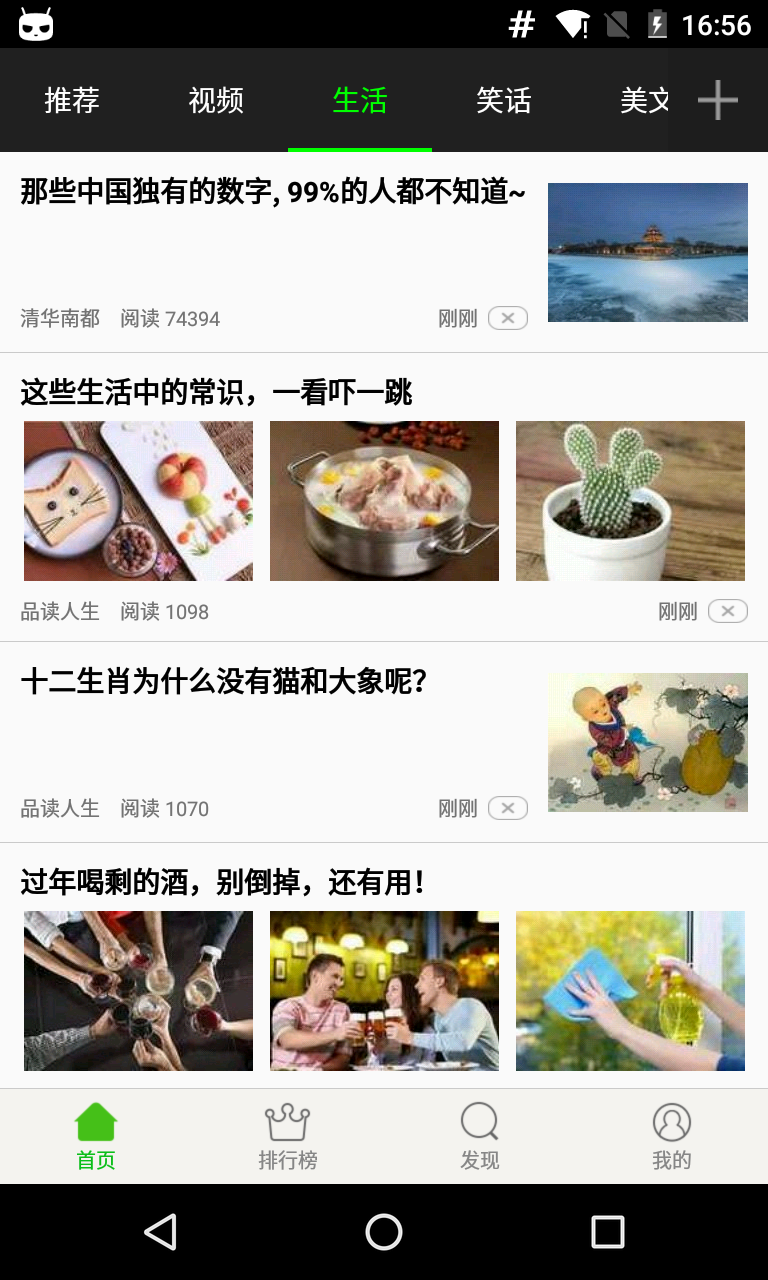 16:56
推荐 视频 生活 笑话 美文
那些中国独有的数字, 99%的人都不知道~
清华南都 阅读 74394 刚刚
这些生活中的常识，一看吓一跳
品读人生 阅读 1098 刚刚
十二生肖为什么没有猫和大象呢？
品读人生 阅读 1070 刚刚
过年喝剩的酒，别倒掉，还有用！
首页 排行榜 发现 我的